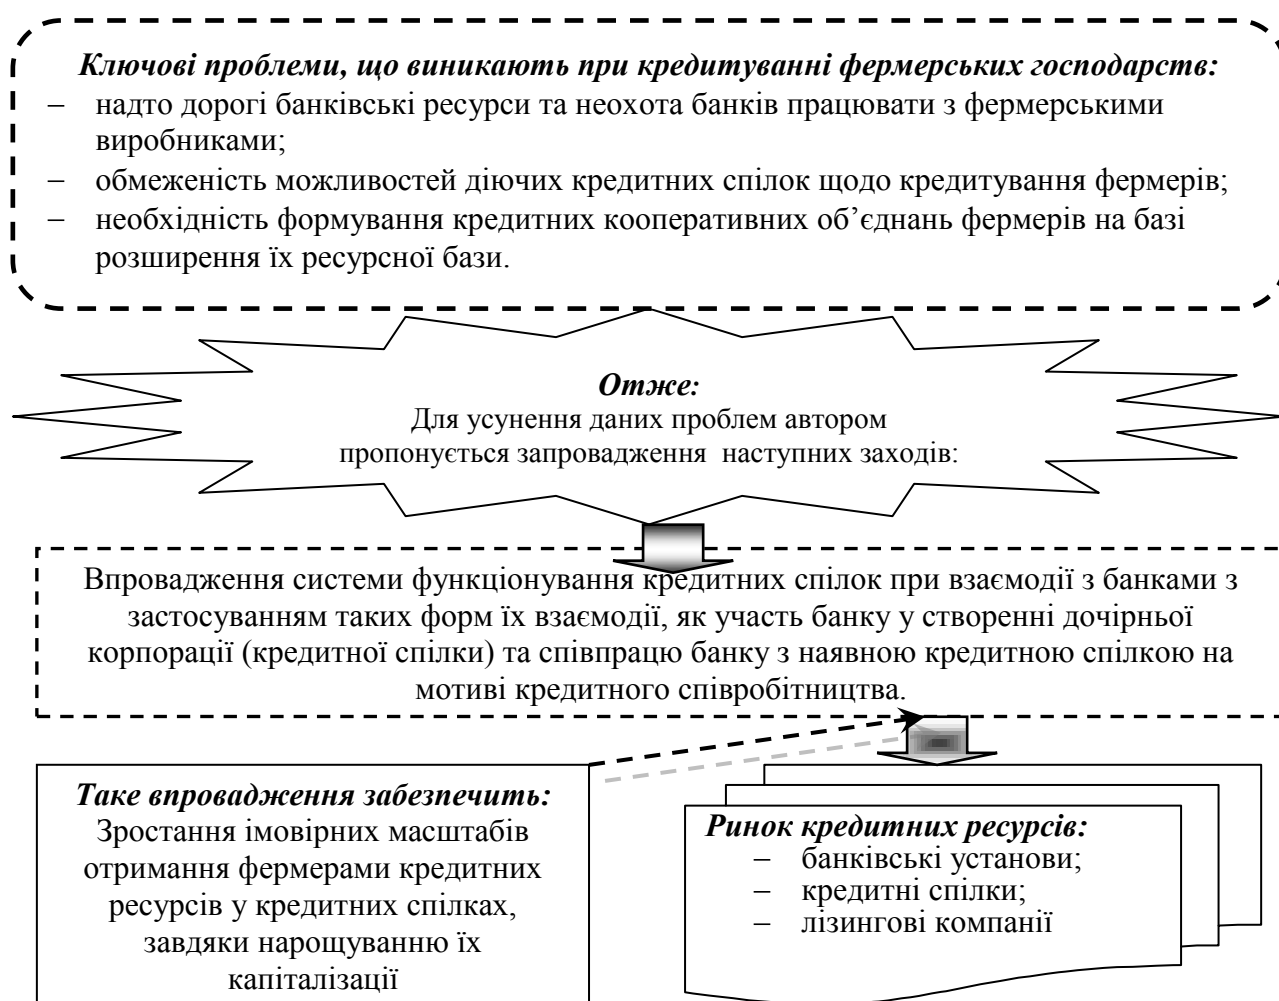 Ключові проблеми, що виникають при кредитуванні фермерських господарств:
– надто дорогі банківські ресурси та неохота банків працювати з фермерськими
виробниками;
– обмеженість можливостей діючих кредитних спілок щодо кредитування фермерів;
– необхідність формування кредитних кооперативних об’єднань фермерів на базі
розширення їх ресурсної бази.
Отже:
Для усунення даних проблем автором
пропонується запровадження наступних заходів:
Впровадження системи функціонування кредитних спілок при взаємодії з банками з
застосуванням таких форм їх взаємодії, як участь банку у створенні дочірньої
корпорації (кредитної спілки) та співпрацю банку з наявною кредитною спілкою на
мотиві кредитного співробітництва.
Таке впровадження забезпечить:
Зростання імовірних масштабів
отримання фермерами кредитних
ресурсів у кредитних спілках,
завдяки нарощуванню їх
капіталізації
Ринок кредитних ресурсів:
– банківські установи;
– кредитні спілки;
– лізингові компанії